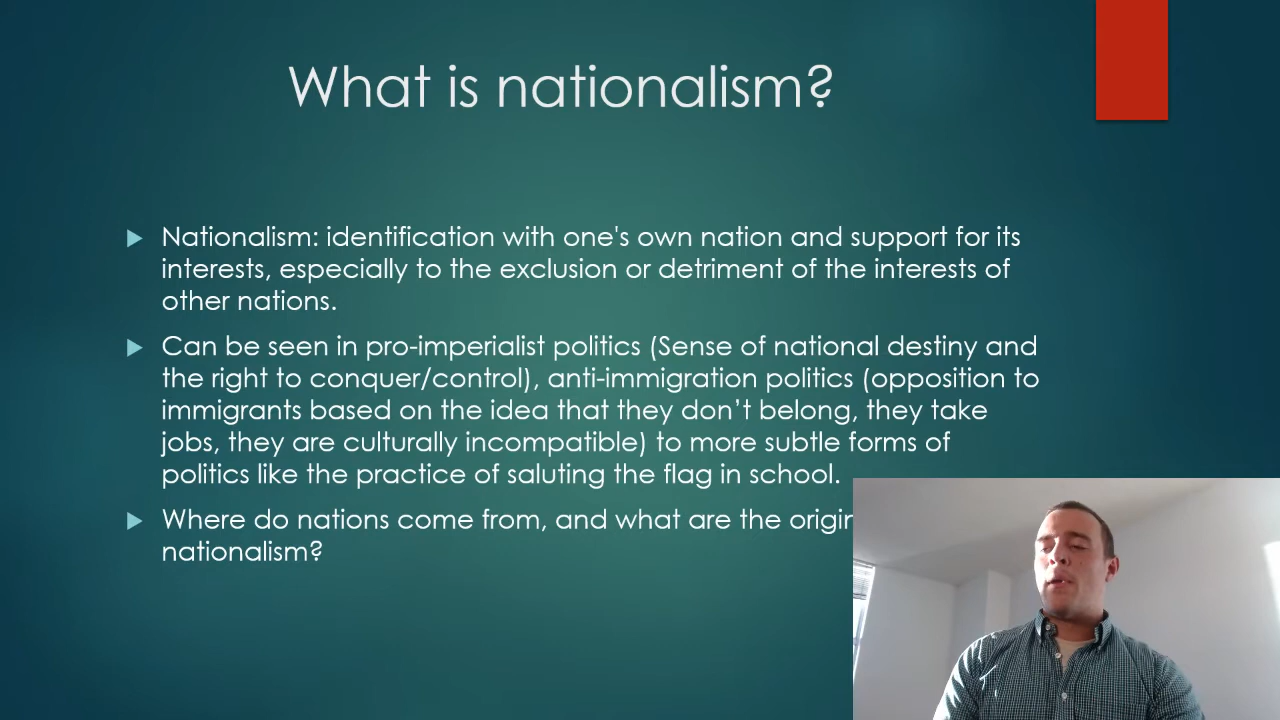 What is nationalism?
Nationalism: identification with one's own nation and support for its
interests, especially to the exclusion or detriment of the interests of
other nations.
Can be seen in pro-imperialist politics (Sense of national destiny and
the right to conquer/control), anti-immigration politics (opposition to
immigrants based on the idea that they don’t belong, they take
jobs, they are culturally incompatible) to more subtle forms of
politics like the practice of saluting the flag in school.
Where do nations come from, and what are the
nationalism?